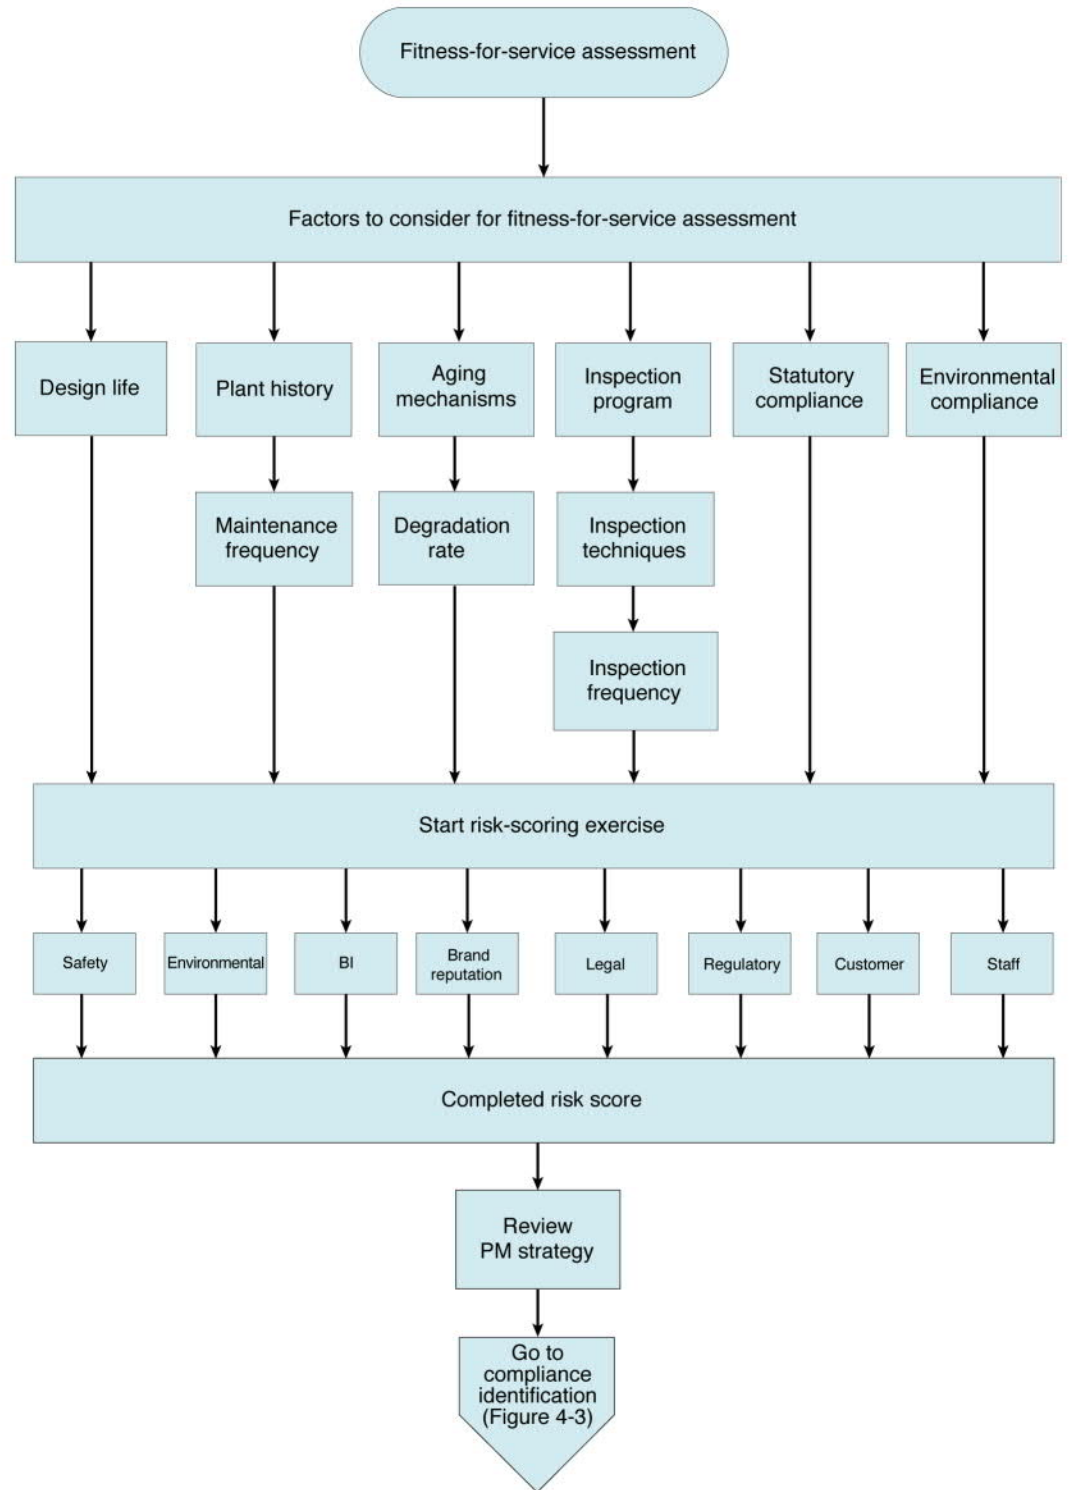 Fitness-for-service assessment
Factors to consider for fitness-for-service assessment
Design life
Plant history
Aging
mechanisms
Inspection
program
Statutory
compliance
Environmental
compliance
Maintenance
frequency
Degradation
rate
Inspection
techniques
Inspection
frequency
Start risk-scoring exercise
Safety
Environmental
BI
Brand
reputation
Legal
Regulatory
Customer
Staff
Completed risk score
Review
PM strategy
Go to
compliance
identification
(Figure 4-3)